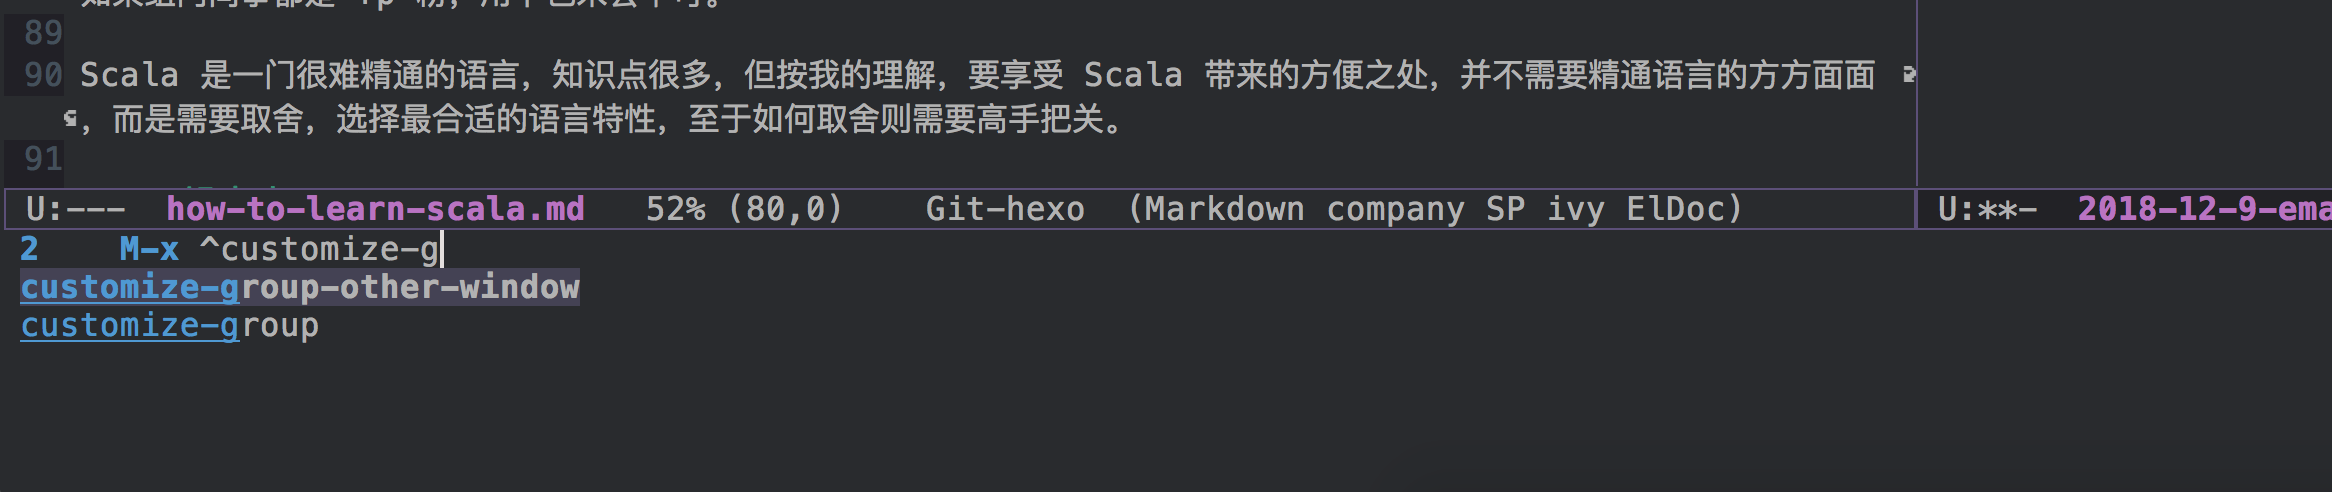 89
90 Scala 是一门很难精通的语言，知识点很多，但按我的理解，要享受 Scala 带来的方便之处，并不需要精通语言的方方面面
，而是需要取舍，选择最合适的语言特性，至于如何取舍则需要高手把关。
91
U:--- how-to-learn-scala.md 52% (80,0) Git-hexo (Markdown company SP ivy ElDoc)
U:**- 2018-12-9-ema
2 M-x ^customize-g
customize-group-other-window
customize-group